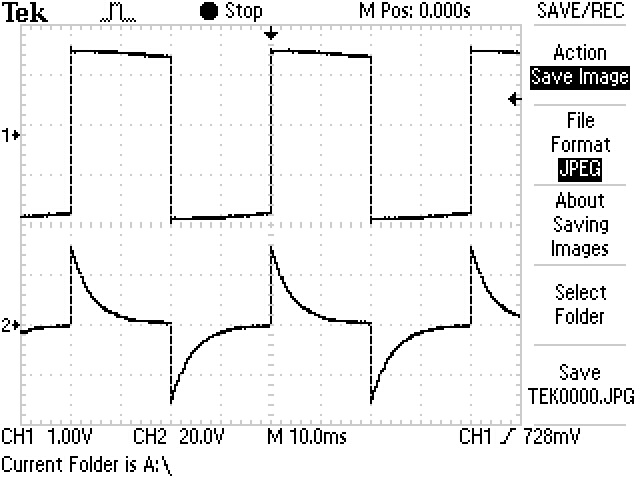 Tek Stop M Pos: 0.000s SAVE/REC
Action
Save Image
File
Format
JPEG
About
Saving
Images
Select
Folder
Save
TEK0000.JPG
1
2
CH1 1.00V CH2 20.0V M 10.0ms CH1 728mV
Current Folder is A:\